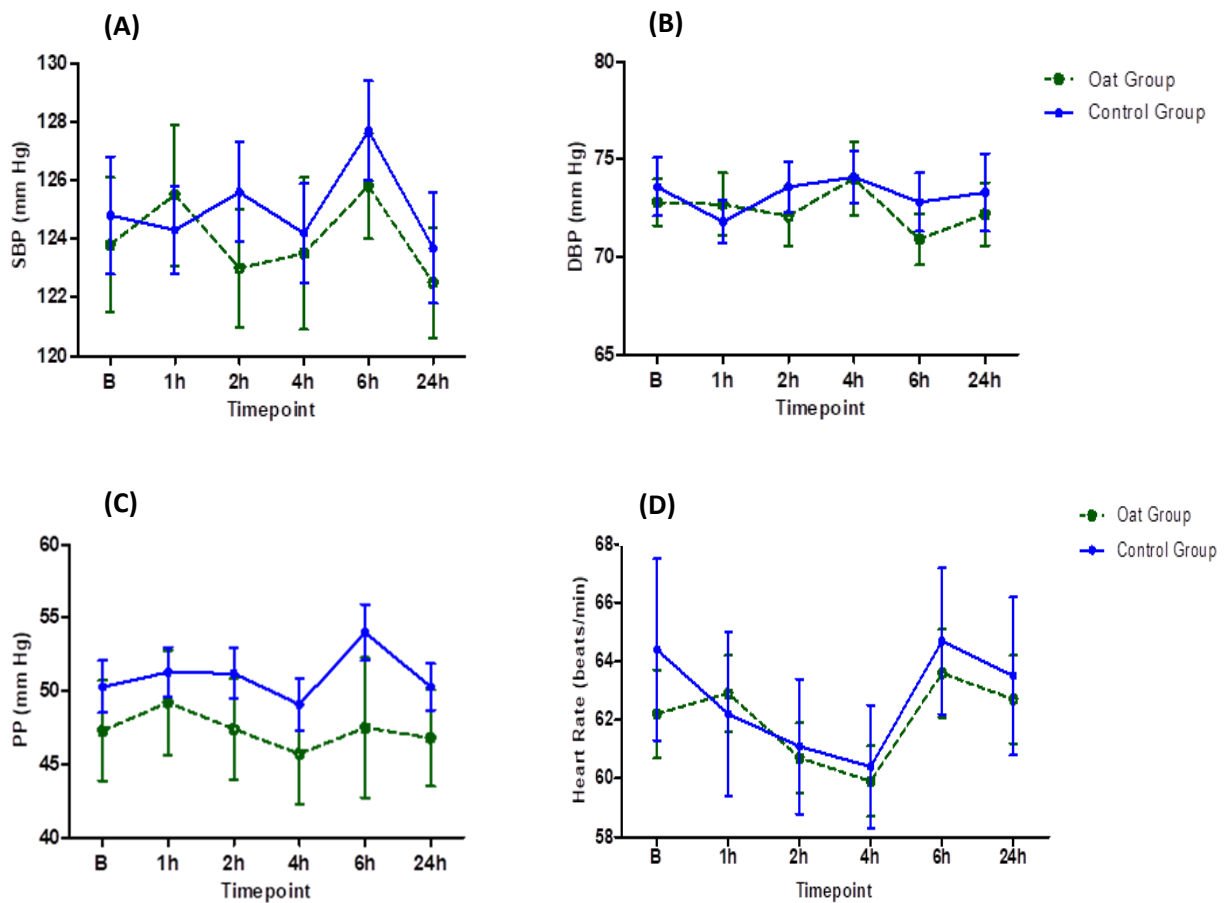 (A)
SBP (mm Hg)
130
128
126
124
122
120
B 1h 2h 4h 6h 24h
Timepoint
(B)
DBP (mm Hg)
80
75
70
65
B 1h 2h 4h 6h 24h
Timepoint
Oat Group
Control Group
(C)
PP (mm Hg)
60
55
50
45
40
B 1h 2h 4h 6h 24h
Timepoint
(D)
Heart Rate (beats/min)
68
66
64
62
60
58
B 1h 2h 4h 6h 24h
Timepoint
Oat Group
Control Group